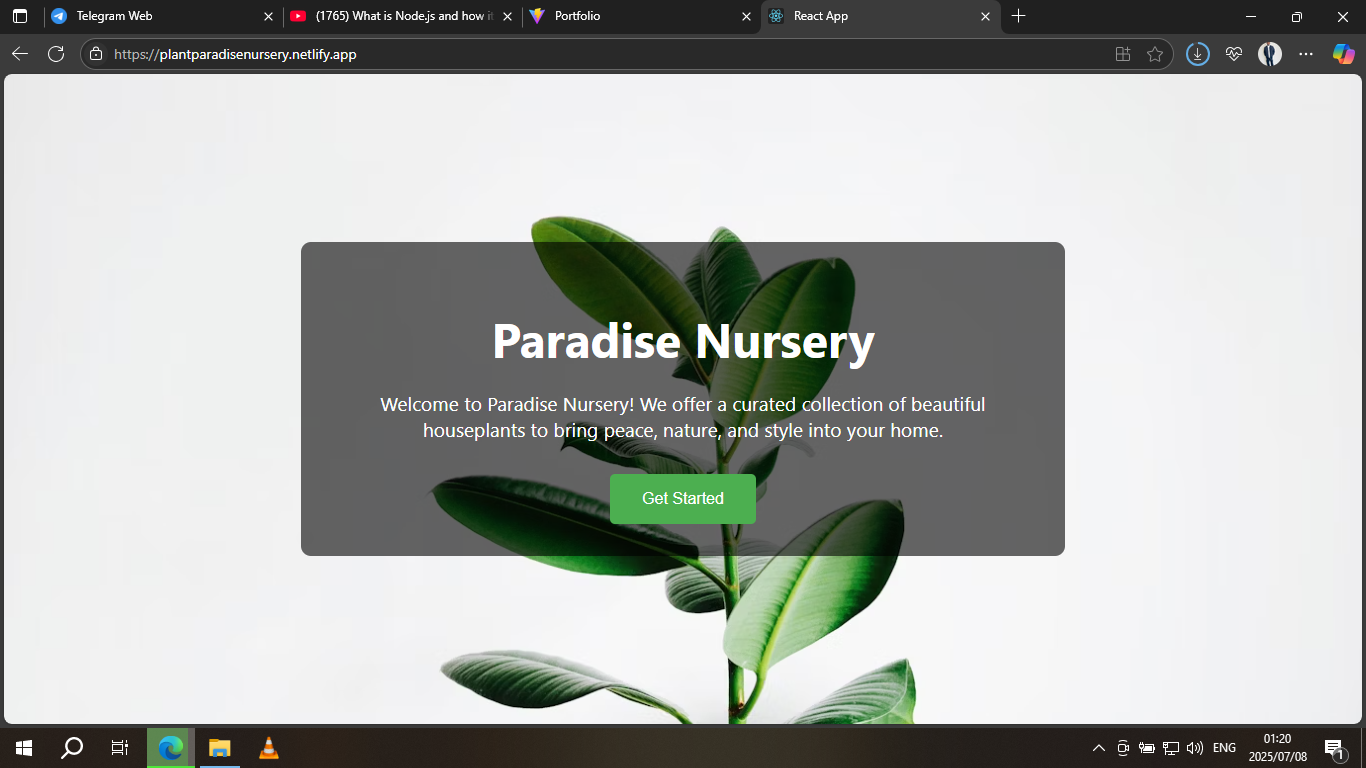 Telegram Web
(1765) What is Node.js and how it
Portfolio
React App
https://plantparadisenursery.netlify.app
Paradise Nursery
Welcome to Paradise Nursery! We offer a curated collection of beautiful
houseplants to bring peace, nature, and style into your home.
Get Started
ENG
01:20
2025/07/08
1